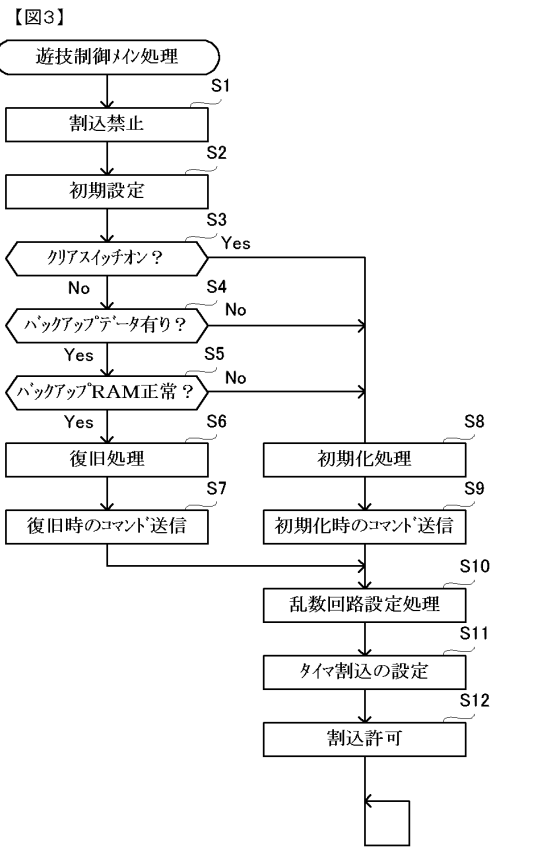 【図3】
遊技制御メイン処理
S1
割込禁止
S2
初期設定
S3
クリアスイッチオン？
Yes
No
S4
バックアップデータ有り？
No
Yes
S5
バックアップRAM正常？
No
Yes
S6
復旧処理
S7
復旧時のコマンド送信
S8
初期化処理
S9
初期化時のコマンド送信
S10
乱数回路設定処理
S11
タイマ割込の設定
S12
割込許可